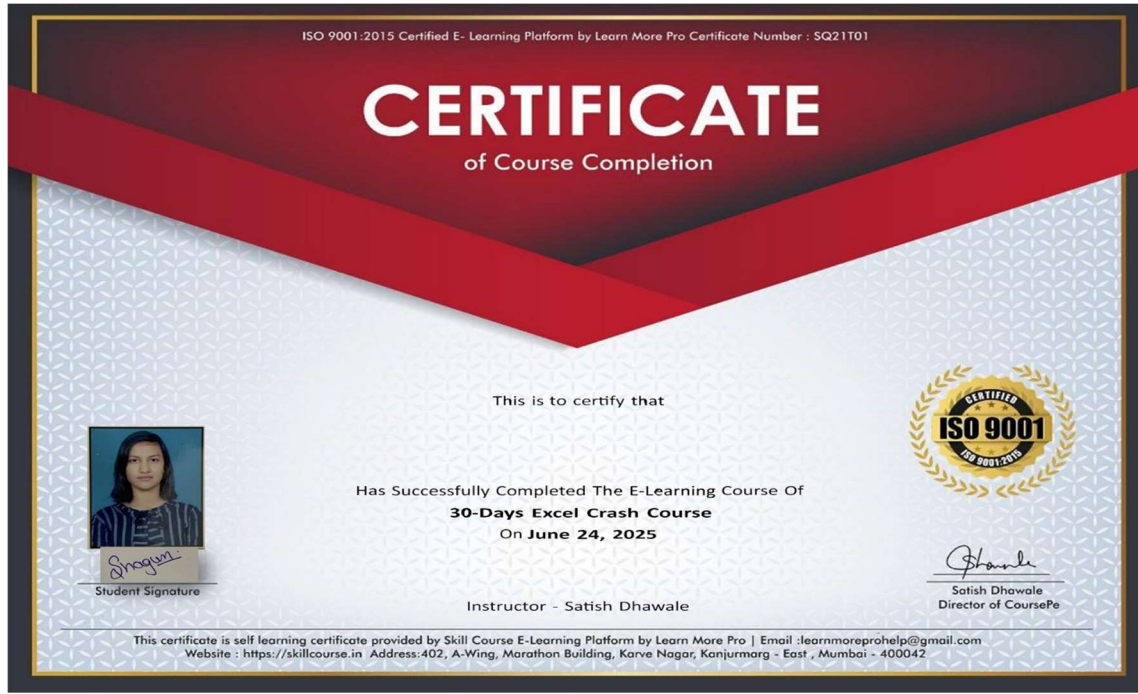 ISO 9001:2015 Certified E- Learning Platform by Learn More Pro Certificate Number : SQ21T01
CERTIFICATE
of Course Completion
This is to certify that
CERTIFIED
ISO 9001
ISO 9001:2015
Has Successfully Completed The E-Learning Course Of
30-Days Excel Crash Course
On June 24, 2025
Shagun.
Student Signature
Instructor - Satish Dhawale
Satish Dhawale
Director of CoursePe
This certificate is self learning certificate provided by Skill Course E-Learning Platform by Learn More Pro | Email :learnmoreprohelp@gmail.com
Website : https://skillcourse.in Address:402, A-Wing, Marathon Building, Karve Nagar, Kanjurmarg - East , Mumbai - 400042